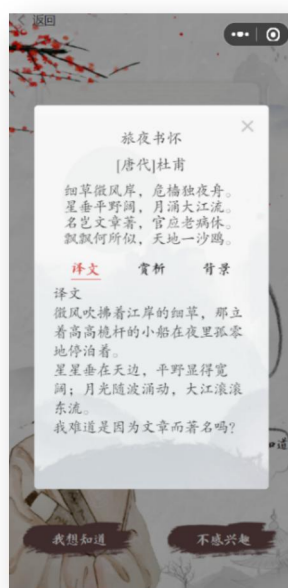 返回
旅夜书怀
[唐代]杜甫
细草微风岸，危樯独夜舟。
星垂平野阔，月涌大江流。
名岂文章著，官应老病休。
飘飘何所似，天地一沙鸥。
译文 赏析 背景
译文
微风吹拂着江岸的细草，那立
着高高桅杆的小船在夜里孤零
地停泊着。
星星垂在天边，平野显得宽
阔；月光随波涌动，大江滚滚
东流。
我难道是因为文章而著名吗？
道
我想知道 不感兴趣